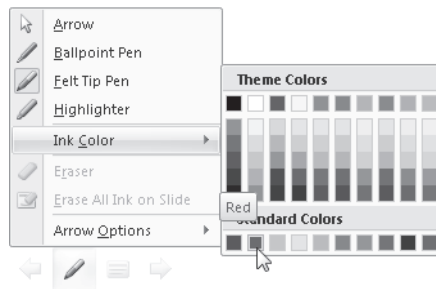 Arrow
Ballpoint Pen
Felt Tip Pen
Highlighter
Ink Color
Eraser
Erase All Ink on Slide
Arrow Options
Theme Colors
Red
Standard Colors